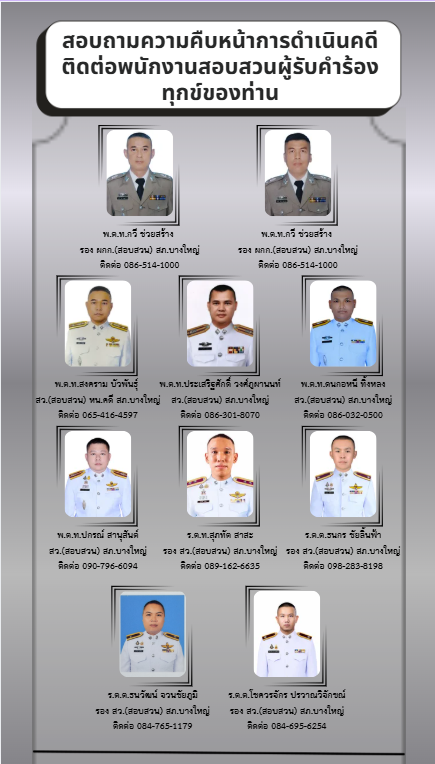 สอบถามความคืบหน้าการดำเนินคดี
ติดต่อพนักงานสอบสวนผู้รับคำร้อง
ทุกข์ของท่าน
พ.ต.ท.กวี ช่วยสร้าง
รอง ผกก.(สอบสวน) สภ.บางใหญ่
ติดต่อ 086-514-1000
พ.ต.ท.กวี ช่วยสร้าง
รอง ผกก.(สอบสวน) สภ.บางใหญ่
ติดต่อ 086-514-1000
พ.ต.ท.สงคราม บัวพันธุ์
สว.(สอบสวน) หน.คดี สภ.บางใหญ่
ติดต่อ 065-416-4597
พ.ต.ท.ประเสริฐศักดิ์ วงศ์ภูผานนท์
สว.(สอบสวน) สภ.บางใหญ่
ติดต่อ 086-301-8070
พ.ต.ท.ดนกอหนี ทิ้งหลง
สว.(สอบสวน) สภ.บางใหญ่
ติดต่อ 086-032-0500
พ.ต.ท.ปกรณ์ สานุสันต์
สว.(สอบสวน) สภ.บางใหญ่
ติดต่อ 090-796-6094
ร.ต.ท.สุภทัต สาสะ
รอง สว.(สอบสวน) สภ.บางใหญ่
ติดต่อ 089-162-6635
ร.ต.ต.ธนกร ชัยลิ้นฟ้า
รอง สว.(สอบสวน) สภ.บางใหญ่
ติดต่อ 098-283-8198
ร.ต.ต.ธนวัฒน์ จวนชัยภูมิ
รอง สว.(สอบสวน) สภ.บางใหญ่
ติดต่อ 084-765-1179
ร.ต.ต.โชควรจักร ปรวาณวิจักขณ์
รอง สว.(สอบสวน) สภ.บางใหญ่
ติดต่อ 084-695-6254